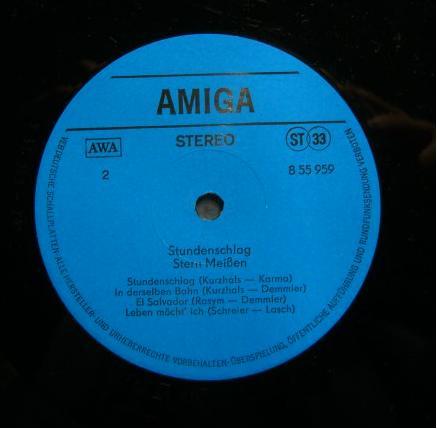 AMIGA
STEREO
ST 33
AWA
2
8 55 959
Stundenschlag
Stern Meißen
Stundenschlag (Kurzhals — Karma)
In derselben Bahn (Kurzhals — Demmler)
El Salvador (Rasym — Demmler)
Leben möcht' ich (Schreier — Lasch)
VEB DEUTSCHE SCHALLPLATTEN · ALLE HERSTELLER- UND URHEBERRECHTE VORBEHALTEN · ÜBERSPIELUNG, ÖFFENTLICHE AUFFÜHRUNG UND RUNDFUNKSENDUNG VERBOTEN